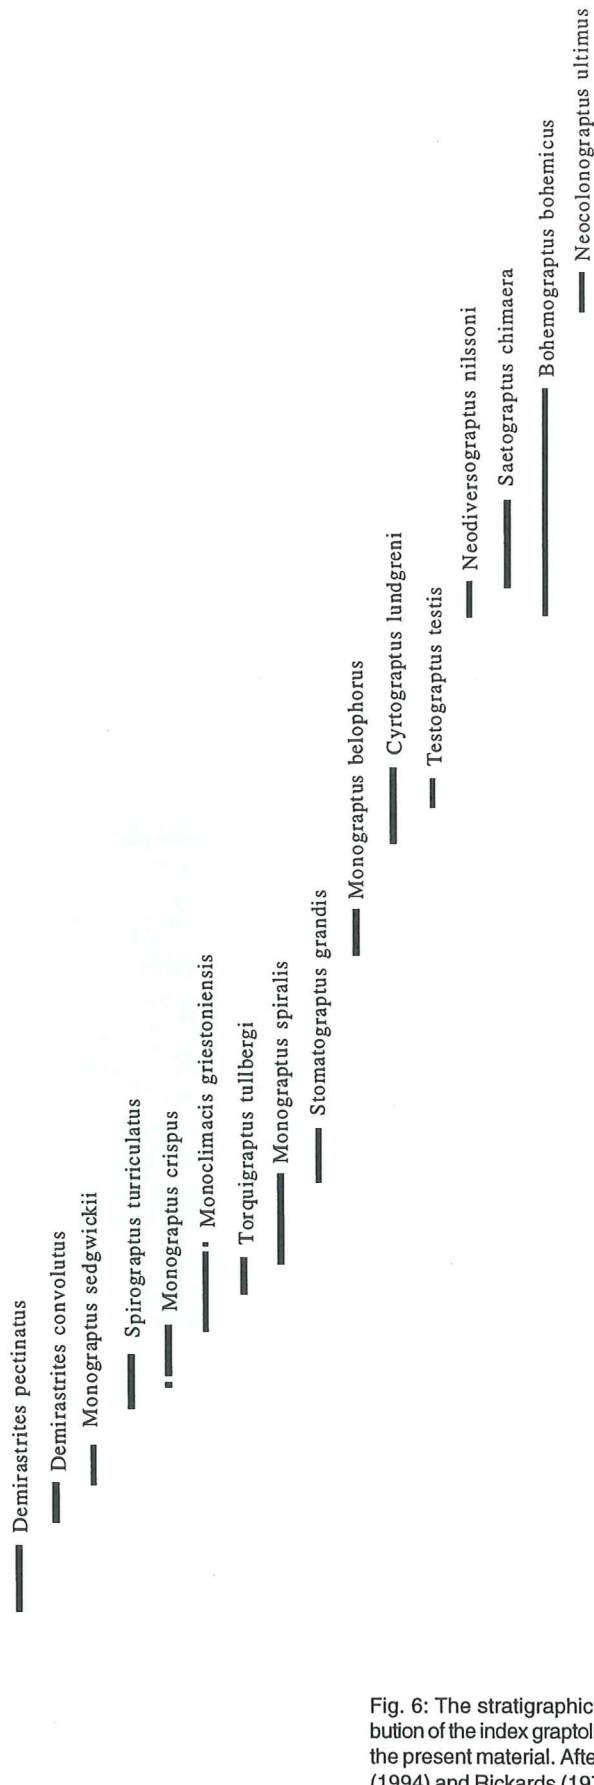 Demirastrites pectinatus
Demirastrites convolutus
Monograptus sedgwickii
Spirograptus turriculatus
Monograptus crispus
Monoclimacis griestoniensis
Torquigraptus tullbergi
Monograptus spiralis
Stomatograptus grandis
Monograptus belophorus
Cyrtograptus lundgreni
Testograptus testis
Neodiversograptus nilssoni
Saetograptus chimaera
Bohemograptus bohemicus
Neocolonograptus ultimus
Fig. 6: The stratigraphic
bution of the index graptoli
the present material. After
(1994) and Rickards (197